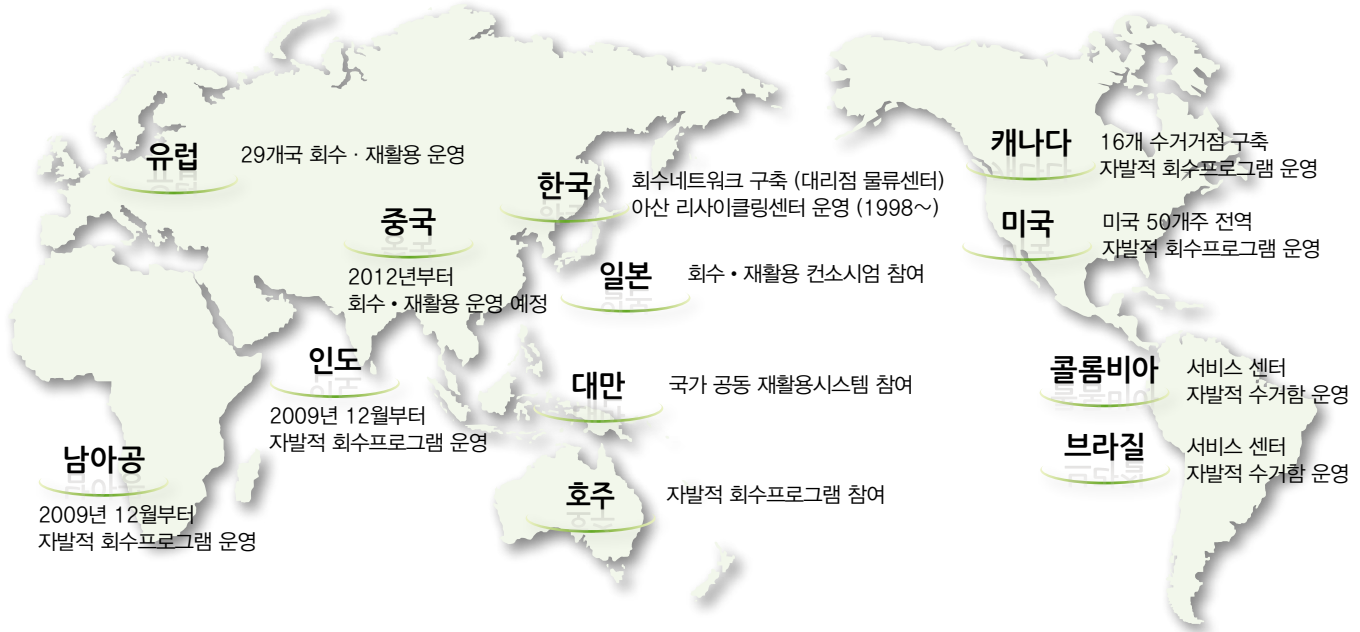 유럽
29개국 회수 · 재활용 운영
중국
2012년부터
회수 • 재활용 운영 예정
한국
회수네트워크 구축 (대리점 물류센터)
아산 리사이클링센터 운영 (1998~)
일본
회수 • 재활용 컨소시엄 참여
인도
2009년 12월부터
자발적 회수프로그램 운영
대만
국가 공동 재활용시스템 참여
남아공
2009년 12월부터
자발적 회수프로그램 운영
호주
자발적 회수프로그램 참여
캐나다
16개 수거거점 구축
자발적 회수프로그램 운영
미국
미국 50개주 전역
자발적 회수프로그램 운영
콜롬비아
서비스 센터
자발적 수거함 운영
브라질
서비스 센터
자발적 수거함 운영